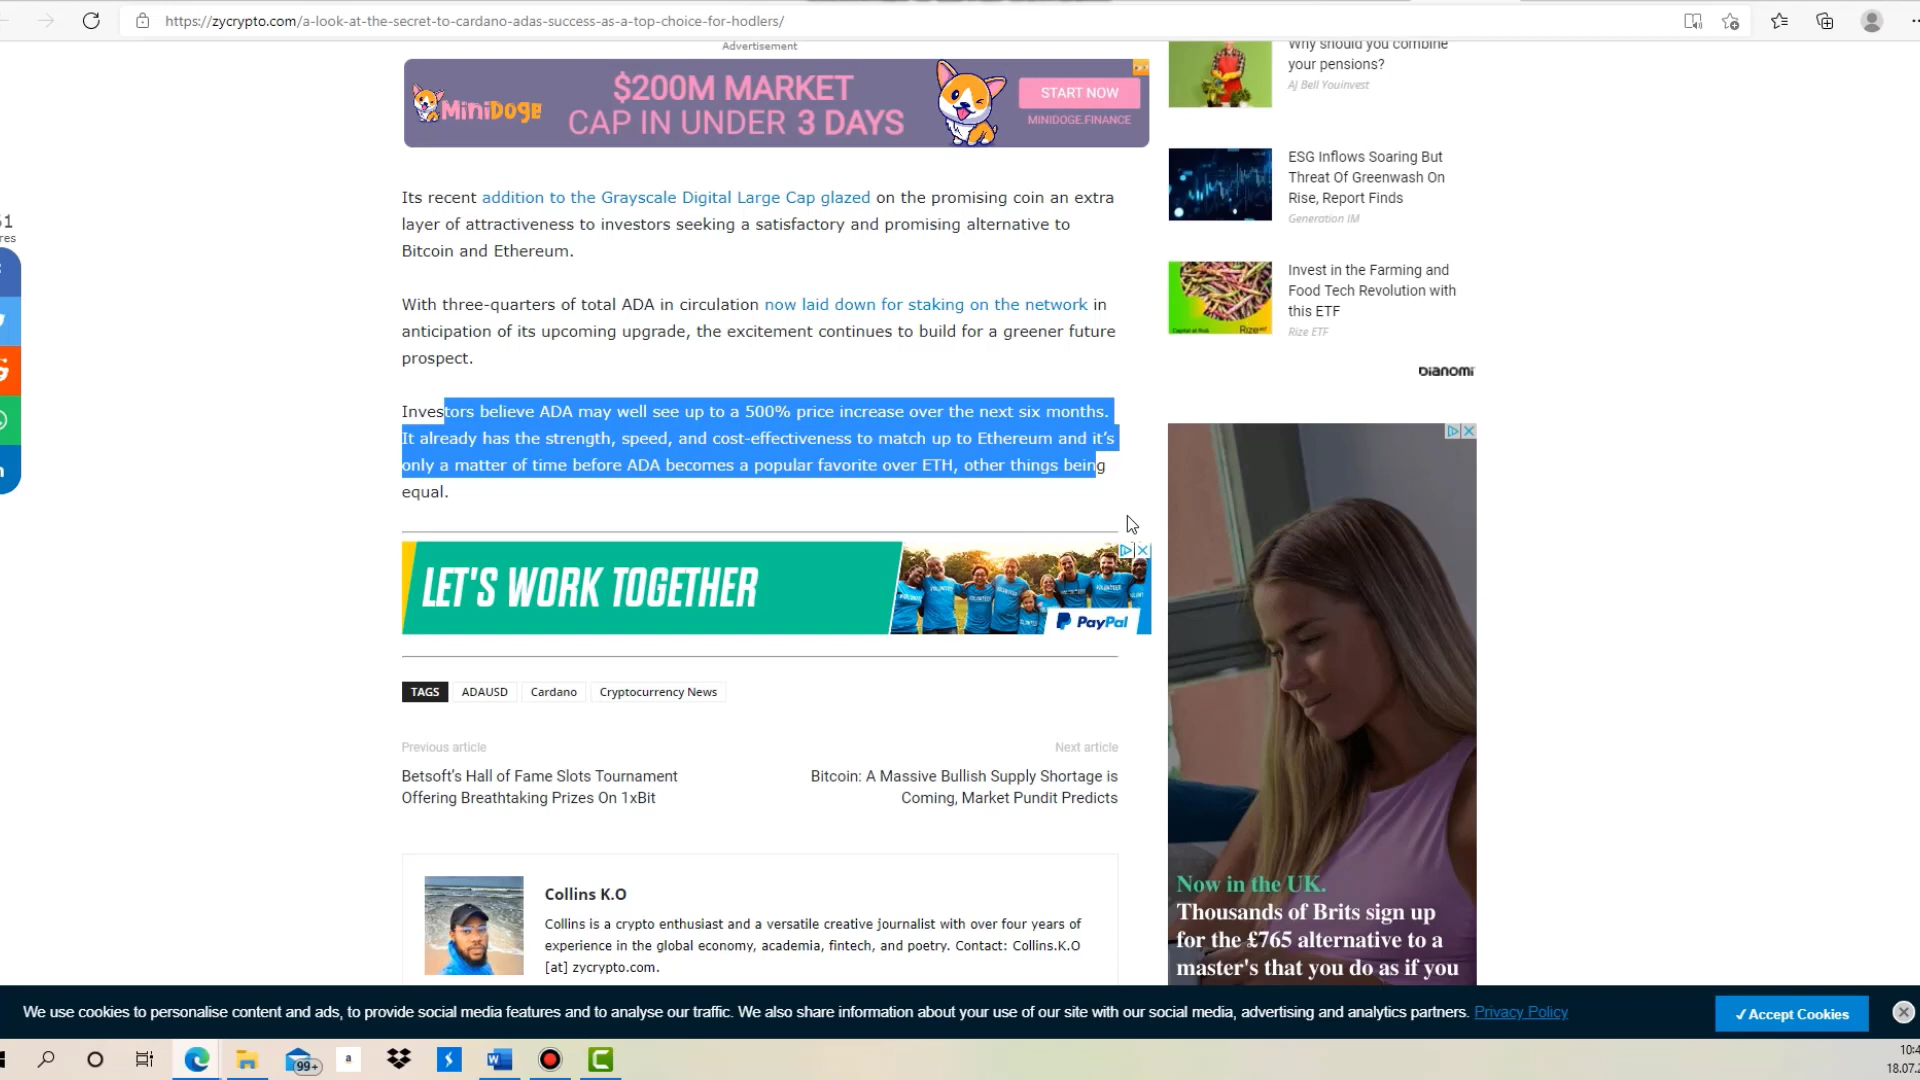 https://zycrypto.com/a-look-at-the-secret-to-cardano-adas-success-as-a-top-choice-for-hodlers/
Advertisement
MiniDoge
$200M MARKET
CAP IN UNDER 3 DAYS
START NOW
MINIDOGE.FINANCE
Its recent addition to the Grayscale Digital Large Cap glazed on the promising coin an extra
layer of attractiveness to investors seeking a satisfactory and promising alternative to
Bitcoin and Ethereum.
With three-quarters of total ADA in circulation now laid down for staking on the network in
anticipation of its upcoming upgrade, the excitement continues to build for a greener future
prospect.
Investors believe ADA may well see up to a 500% price increase over the next six months.
It already has the strength, speed, and cost-effectiveness to match up to Ethereum and it's
only a matter of time before ADA becomes a popular favorite over ETH, other things being
equal.
LET'S WORK TOGETHER
PayPal
TAGS
ADAUSD
Cardano
Cryptocurrency News
Previous article
Betsoft's Hall of Fame Slots Tournament
Offering Breathtaking Prizes On 1xBit
Next article
Bitcoin: A Massive Bullish Supply Shortage is
Coming, Market Pundit Predicts
Collins K.O
Collins is a crypto enthusiast and a versatile creative journalist with over four years of
experience in the global economy, academia, fintech, and poetry. Contact: Collins.K.O
[at] zycrypto.com.
Why should you combine
your pensions?
AJ Bell Youinvest
ESG Inflows Soaring But
Threat Of Greenwash On
Rise, Report Finds
Generation IM
Invest in the Farming and
Food Tech Revolution with
this ETF
Rize ETF
Capital at Risk
Rize
bianomi
Now in the UK.
Thousands of Brits sign up
for the £765 alternative to a
master's that you do as if you
We use cookies to personalise content and ads, to provide social media features and to analyse our traffic. We also share information about your use of our site with our social media, advertising and analytics partners. Privacy Policy
✓Accept Cookies
99+
a
10:4
18.07.